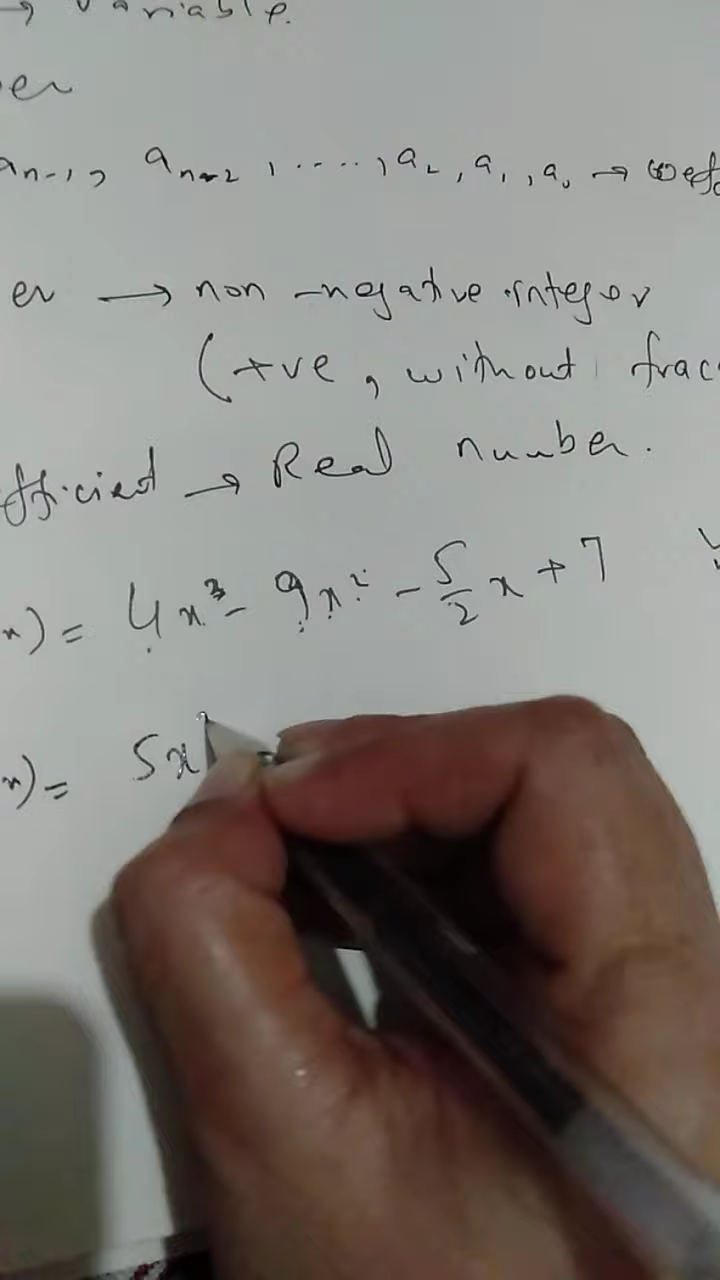 → variable.
er
aₙ₋₁, aₙ₋₂, ....., a₂, a₁, a₀ → coeff
er → non-negative integer
(+ve, without frac
efficient → Real number.
x) = 4x³ - 9x² - 5/2 x + 7
x) = 5x